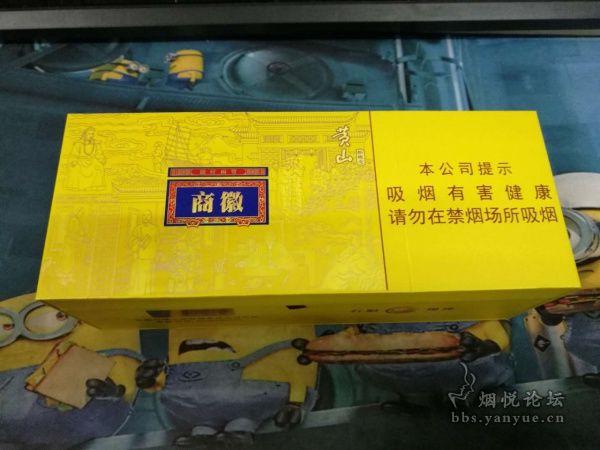 黄山
商徽
本公司提示
吸烟有害健康
请勿在禁烟场所吸烟
烟悦论坛
bbs.yanyue.cn